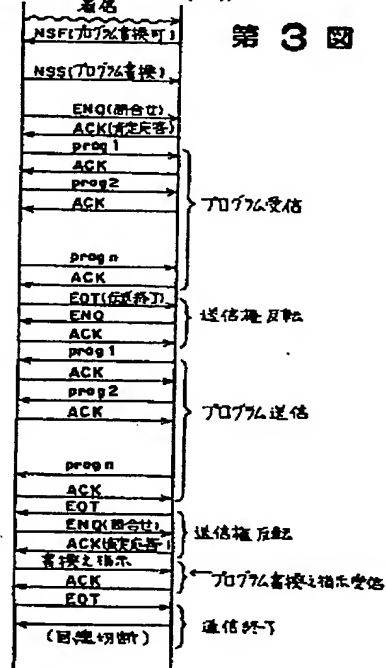 着信
第3図
NSF(プログラム書換可)
NSS(プログラム書換)
ENQ(問合せ)
ACK(肯定応答)
prog 1
ACK
prog2
ACK
プログラム受信
prog n
ACK
EOT(伝送終了)
ENQ
送信権反転
ACK
prog 1
ACK
prog2
ACK
プログラム送信
prog n
ACK
EOT
ENQ(問合せ)
送信権反転
ACK(肯定応答)
書換え指示
ACK
プログラム書換え指示受信
EOT
通信終了
(回線切断)